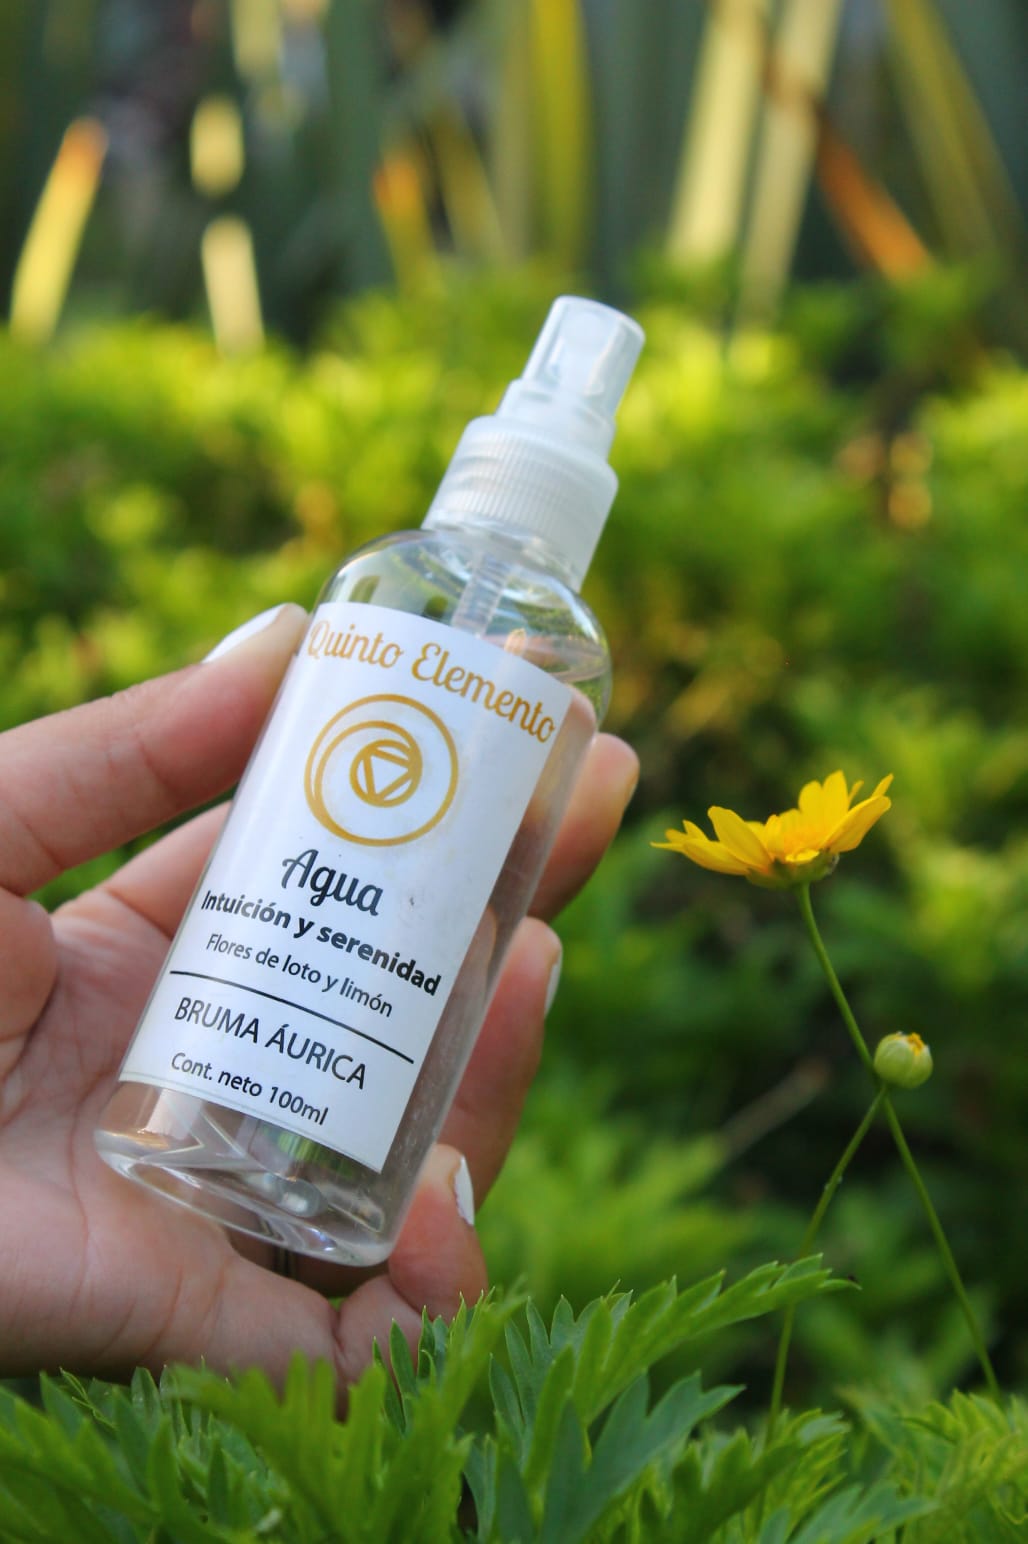 Quinto Elemento
Agua
Intuición y serenidad
Flores de loto y limón
BRUMA ÁURICA
Cont. neto 100ml